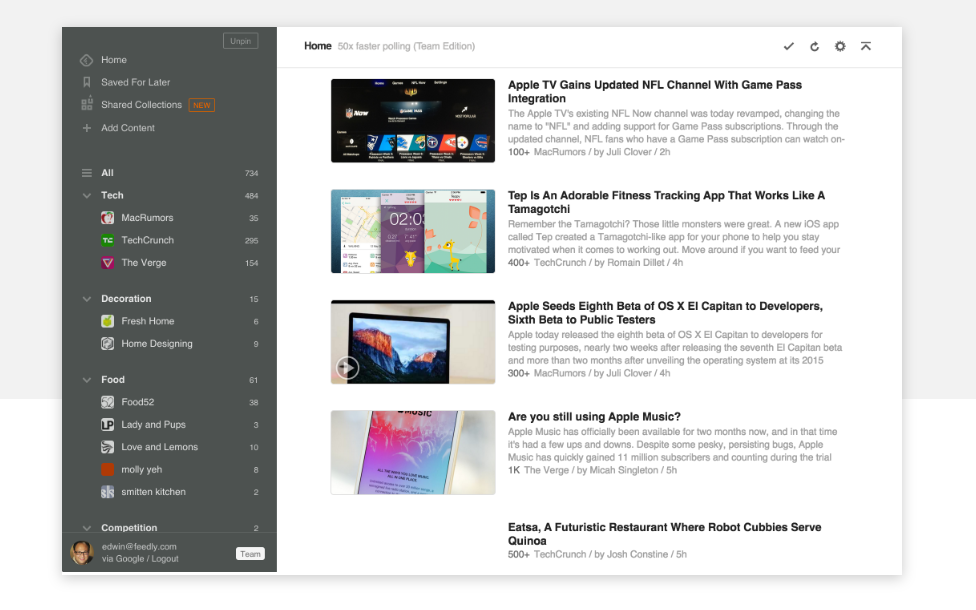 Unpin
Home
Saved For Later
Shared Collections NEW
Add Content
All 734
Tech 484
MacRumors 35
TechCrunch 295
The Verge 154
Decoration 15
Fresh Home 6
Home Designing 9
Food 61
Food52 38
Lady and Pups 3
Love and Lemons 10
molly yeh 8
smitten kitchen 2
Competition 2
edwin@feedly.com
via Google / Logout
Team
Home 50x faster polling (Team Edition)
Apple TV Gains Updated NFL Channel With Game Pass
Integration
The Apple TV's existing NFL Now channel was today revamped, changing the
name to "NFL" and adding support for Game Pass subscriptions. Through the
updated channel, NFL fans who have a Game Pass subscription can watch on-
100+ MacRumors / by Juli Clover / 2h
Tep Is An Adorable Fitness Tracking App That Works Like A
Tamagotchi
Remember the Tamagotchi? Those little monsters were great. A new iOS app
called Tep created a Tamagotchi-like app for your phone to help you stay
motivated when it comes to working out. Move around if you want to feed your
400+ TechCrunch / by Romain Dillet / 4h
02:03
Apple Seeds Eighth Beta of OS X El Capitan to Developers,
Sixth Beta to Public Testers
Apple today released the eighth beta of OS X El Capitan to developers for
testing purposes, nearly two weeks after releasing the seventh El Capitan beta
and more than two months after unveiling the operating system at its 2015
300+ MacRumors / by Juli Clover / 4h
MUSIC
ALL THE WAYS YOU LOVE MUSIC.
ALL IN ONE PLACE.
Are you still using Apple Music?
Apple Music has officially been available for two months now, and in that time
it's had a few ups and downs. Despite some pesky, persisting bugs, Apple
Music has quickly gained 11 million subscribers and counting during the trial
1K The Verge / by Micah Singleton / 5h
Eatsa, A Futuristic Restaurant Where Robot Cubbies Serve
Quinoa
500+ TechCrunch / by Josh Constine / 5h